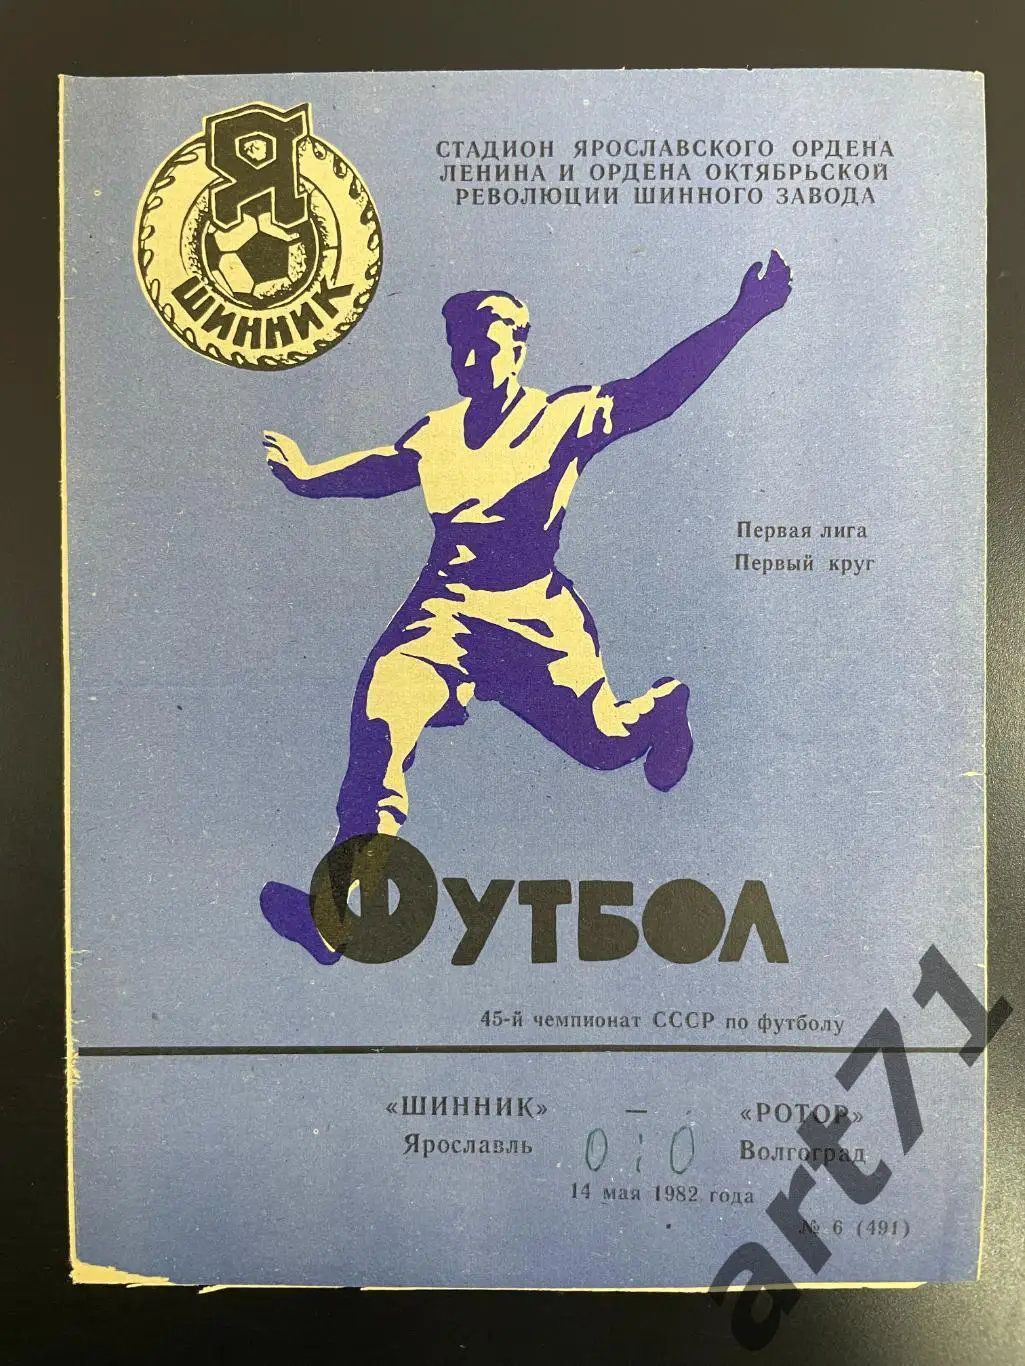 Я
ШИННИК
СТАДИОН ЯРОСЛАВСКОГО ОРДЕНА
ЛЕНИНА И ОРДЕНА ОКТЯБРЬСКОЙ
РЕВОЛЮЦИИ ШИННОГО ЗАВОДА
Первая лига
Первый круг
ФУТБОЛ
45-й чемпионат СССР по футболу
«ШИННИК» — «РОТОР»
Ярославль 0:0 Волгоград
14 мая 1982 года
№ 6 (491)
art71